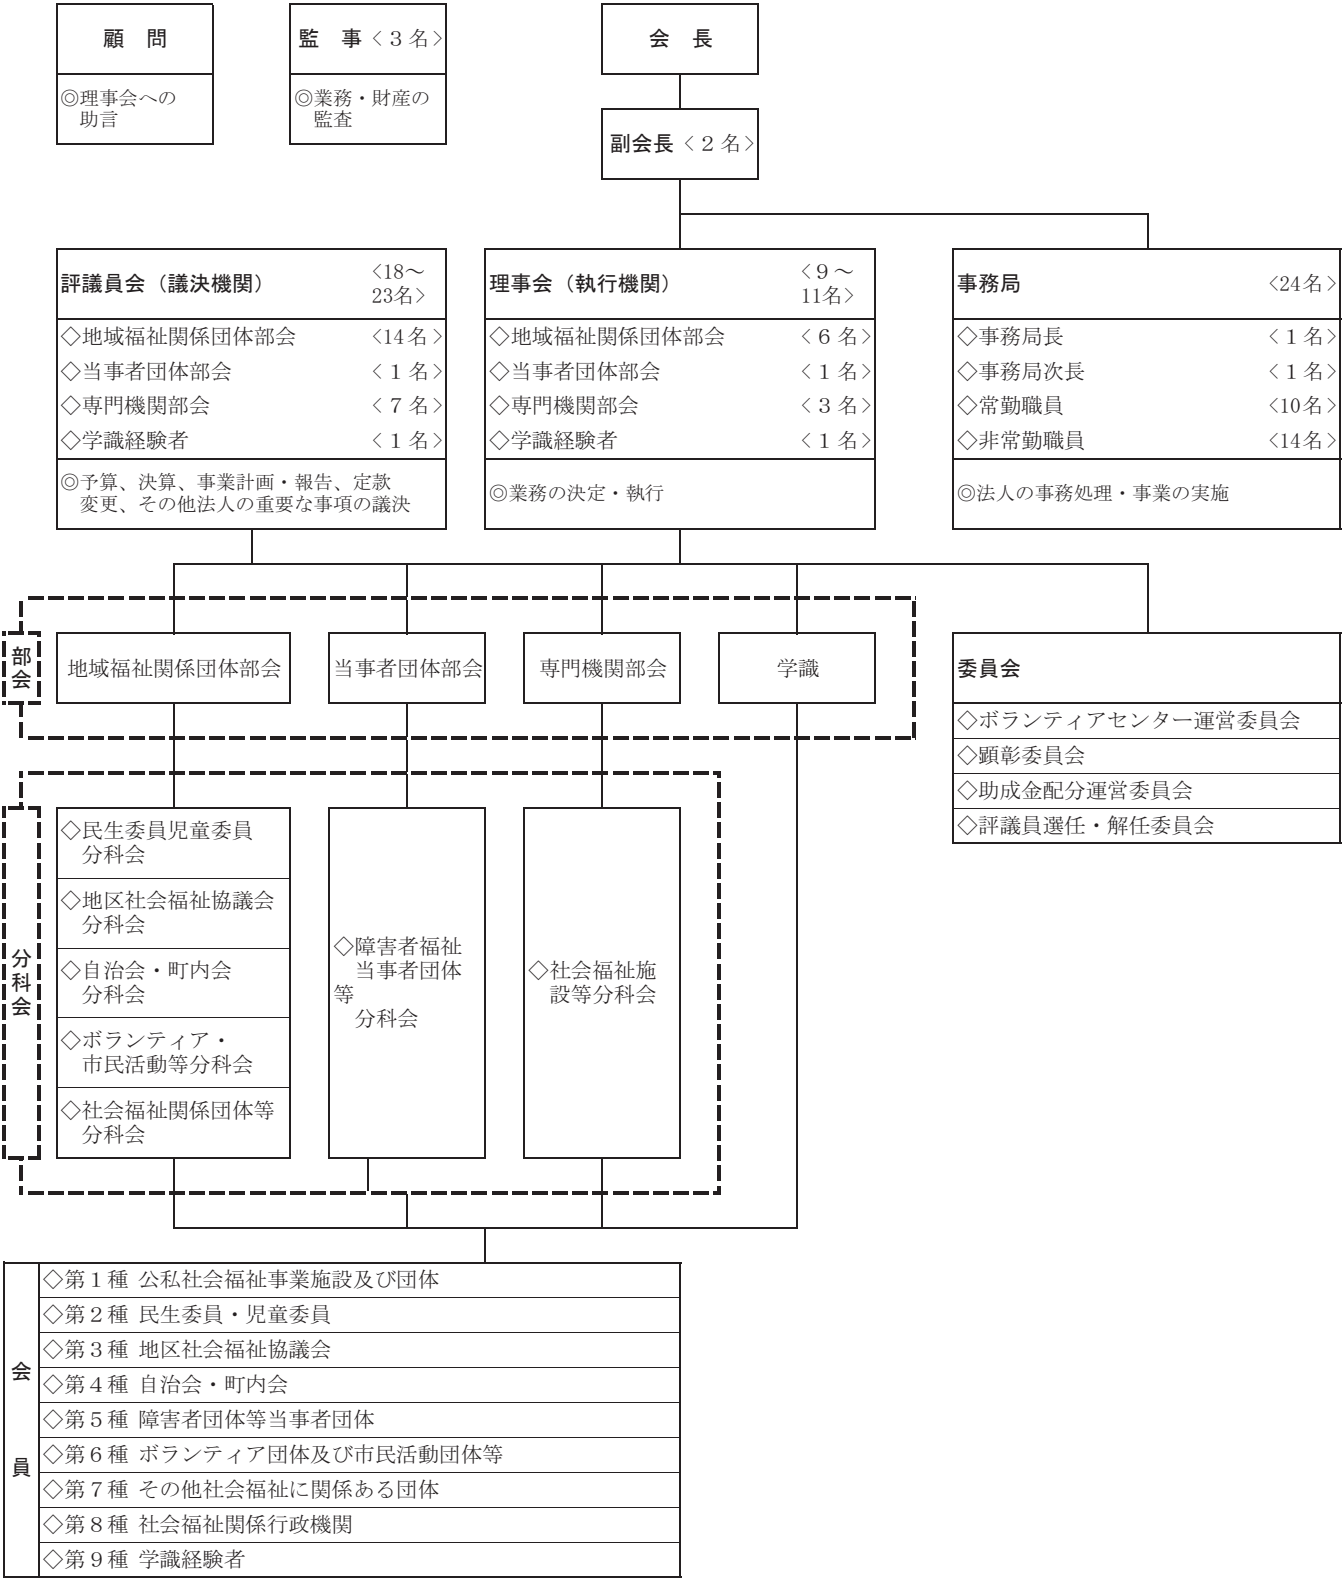 顧　問
◎理事会への
助言
監　事＜３名＞
◎業務・財産の
監査
会　長
副会長＜２名＞
評議員会（議決機関）
＜18～
23名＞
◇地域福祉関係団体部会　＜14名＞
◇当事者団体部会　＜１名＞
◇専門機関部会　＜７名＞
◇学識経験者　＜１名＞
◎予算、決算、事業計画・報告、定款
変更、その他法人の重要な事項の議決
理事会（執行機関）
＜９～
11名＞
◇地域福祉関係団体部会　＜６名＞
◇当事者団体部会　＜１名＞
◇専門機関部会　＜３名＞
◇学識経験者　＜１名＞
◎業務の決定・執行
事務局　＜24名＞
◇事務局長　＜１名＞
◇事務局次長　＜１名＞
◇常勤職員　＜10名＞
◇非常勤職員　＜14名＞
◎法人の事務処理・事業の実施
部会
地域福祉関係団体部会
当事者団体部会
専門機関部会
学識
委員会
◇ボランティアセンター運営委員会
◇顕彰委員会
◇助成金配分運営委員会
◇評議員選任・解任委員会
分科会
◇民生委員児童委員
分科会
◇地区社会福祉協議会
分科会
◇自治会・町内会
分科会
◇ボランティア・
市民活動等分科会
◇社会福祉関係団体等
分科会
◇障害者福祉
当事者団体
等
分科会
◇社会福祉施
設等分科会
会員
◇第１種 公私社会福祉事業施設及び団体
◇第２種 民生委員・児童委員
◇第３種 地区社会福祉協議会
◇第４種 自治会・町内会
◇第５種 障害者団体等当事者団体
◇第６種 ボランティア団体及び市民活動団体等
◇第７種 その他社会福祉に関係ある団体
◇第８種 社会福祉関係行政機関
◇第９種 学識経験者